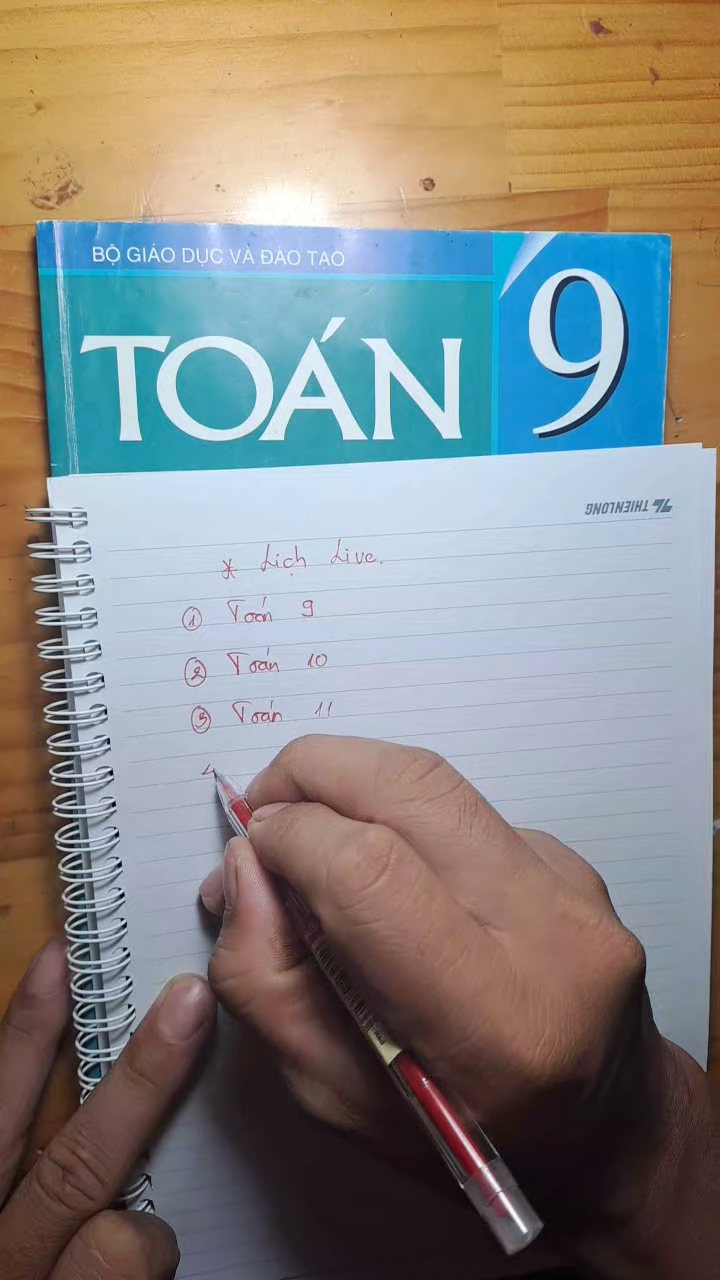 BỘ GIÁO DỤC VÀ ĐÀO TẠO
TOÁN 9
THIENLONG
* Lịch Live.
① Toán 9
② Toán 10
③ Toán 11